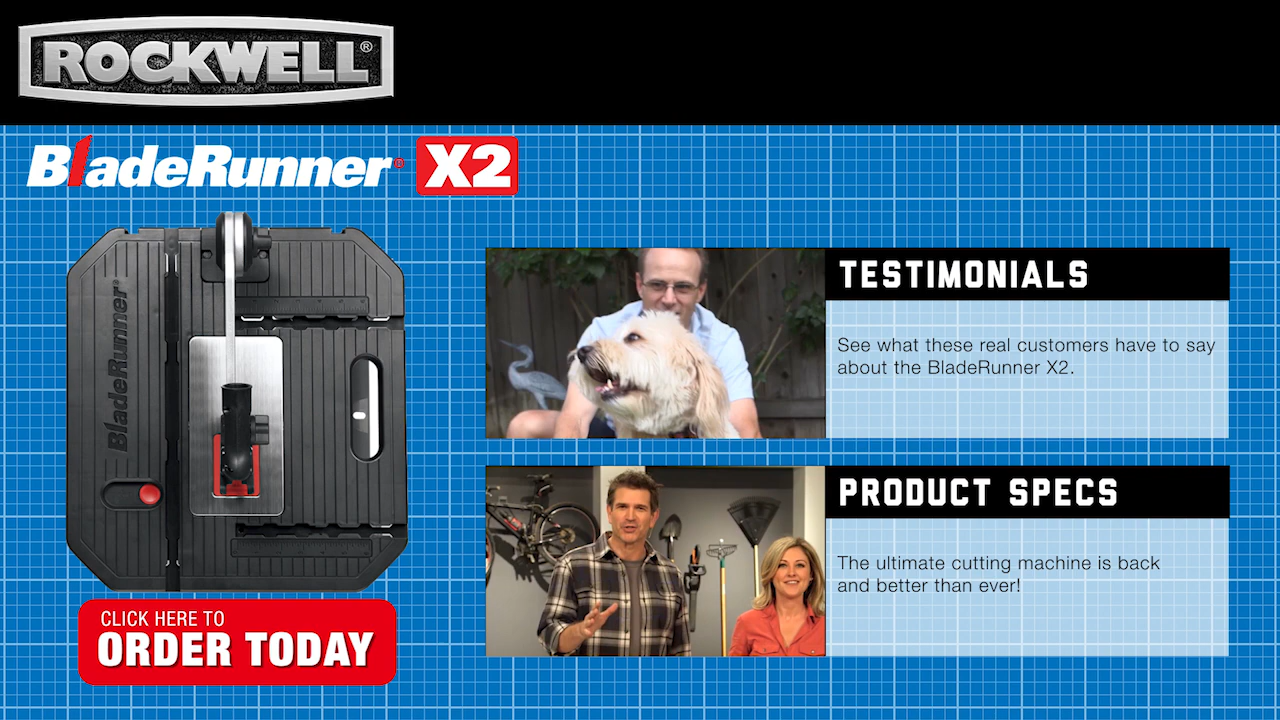 ROCKWELL®
BladeRunner® X2
BladeRunner®
TESTIMONIALS
See what these real customers have to say
about the BladeRunner X2.
PRODUCT SPECS
The ultimate cutting machine is back
and better than ever!
CLICK HERE TO
ORDER TODAY